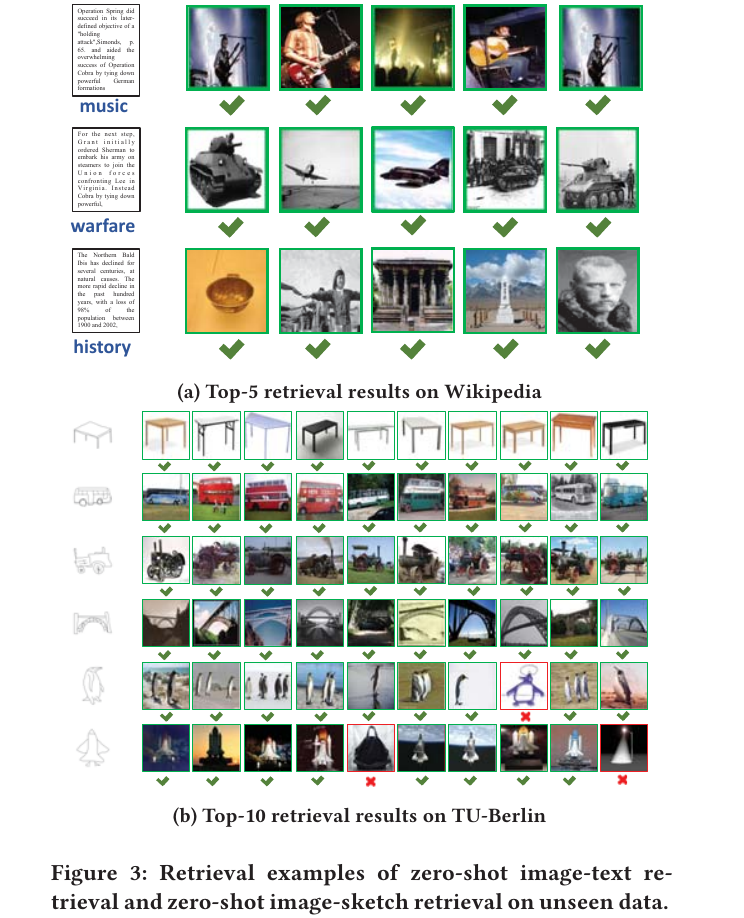 Operation Spring did
succeed in its later-
defined objective of a
"holding
attack",Simonds, p.
65. and aided the
overwhelming
success of Operation
Cobra by tying down
powerful German
formations
music
For the next step,
Grant initially
ordered Sherman to
embark his army on
steamers to join the
Union forces
confronting Lee in
Virginia. Instead
Cobra by tying down
powerful,
warfare
The Northern Bald
Ibis has declined for
several centuries, at
natural causes. The
more rapid decline in
the past hundred
years, with a loss of
98% of the
population between
1900 and 2002,
history
(a) Top-5 retrieval results on Wikipedia
(b) Top-10 retrieval results on TU-Berlin
Figure 3: Retrieval examples of zero-shot image-text re-
trieval and zero-shot image-sketch retrieval on unseen data.